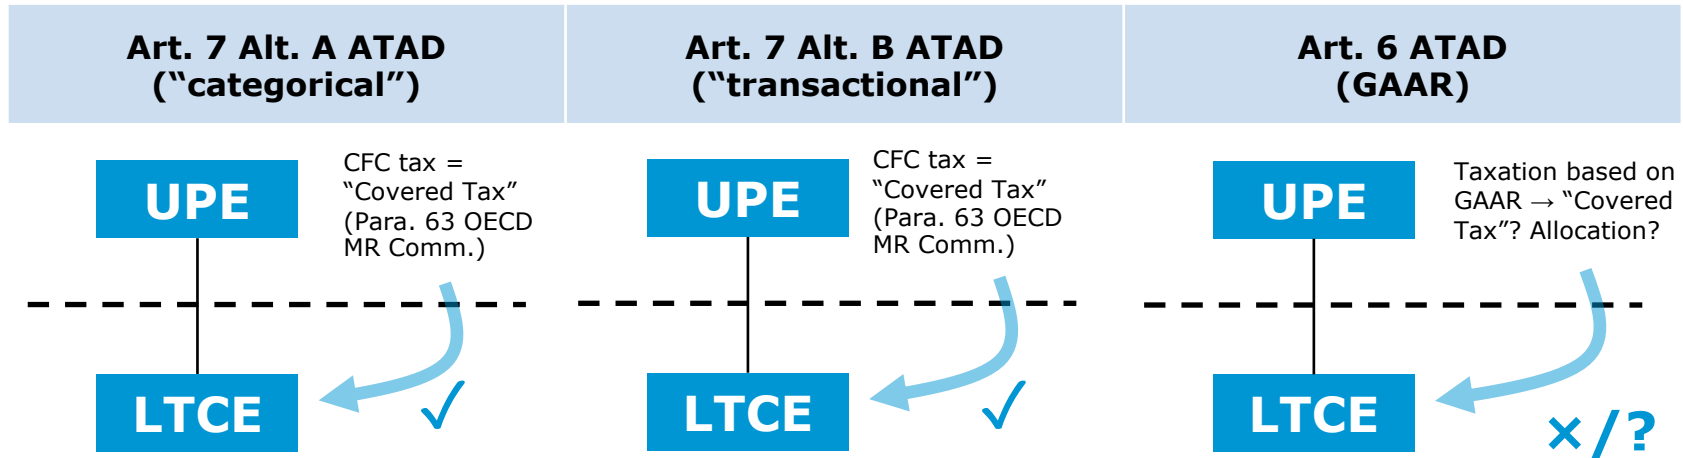 Art. 7 Alt. A ATAD
(“categorical”)
Art. 7 Alt. B ATAD
(“transactional”)
Art. 6 ATAD
(GAAR)
UPE
CFC tax =
“Covered Tax”
(Para. 63 OECD
MR Comm.)
LTCE
✓
UPE
CFC tax =
“Covered Tax”
(Para. 63 OECD
MR Comm.)
LTCE
✓
UPE
Taxation based on
GAAR → “Covered
Tax”? Allocation?
LTCE
×/?